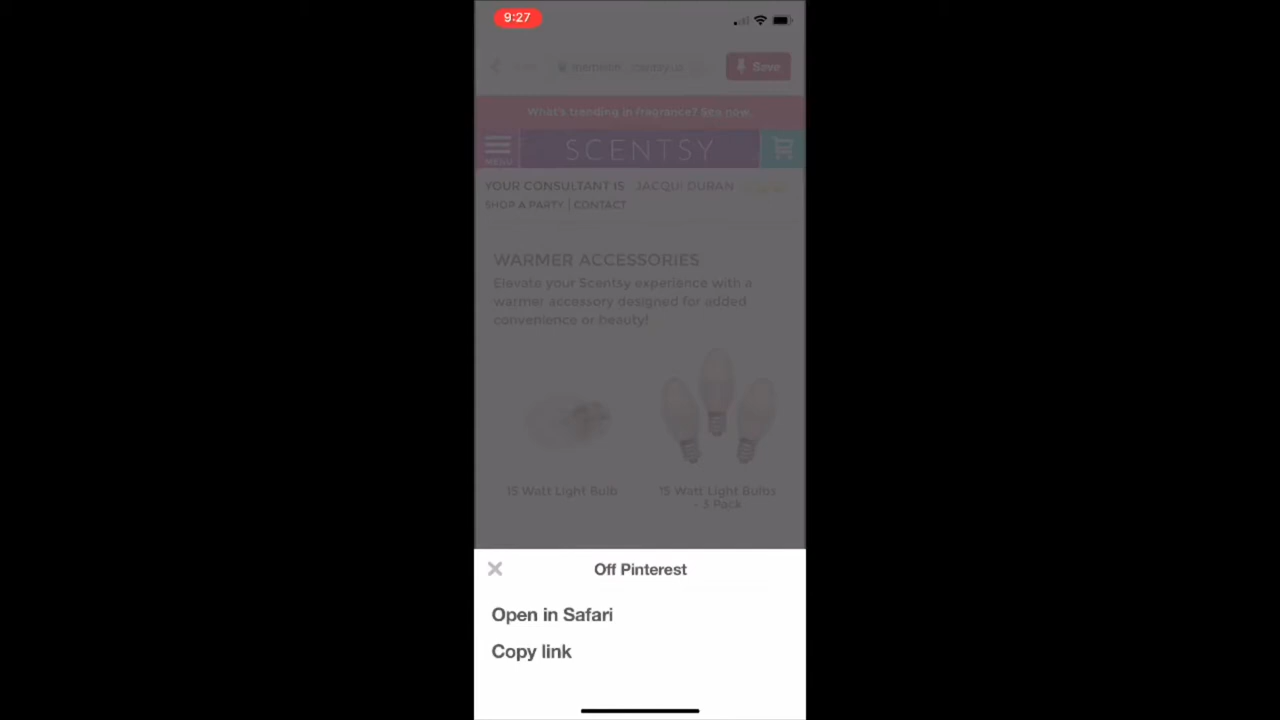 9:27
Save
What's trending in fragrance? See now.
MENU
SCENTSY
YOUR CONSULTANT IS JACQUI DURAN
SHOP A PARTY | CONTACT
WARMER ACCESSORIES
Elevate your Scentsy experience with a
warmer accessory designed for added
convenience or beauty!
15 Watt Light Bulb
15 Watt Light Bulbs
- 3 Pack
Off Pinterest
Open in Safari
Copy link